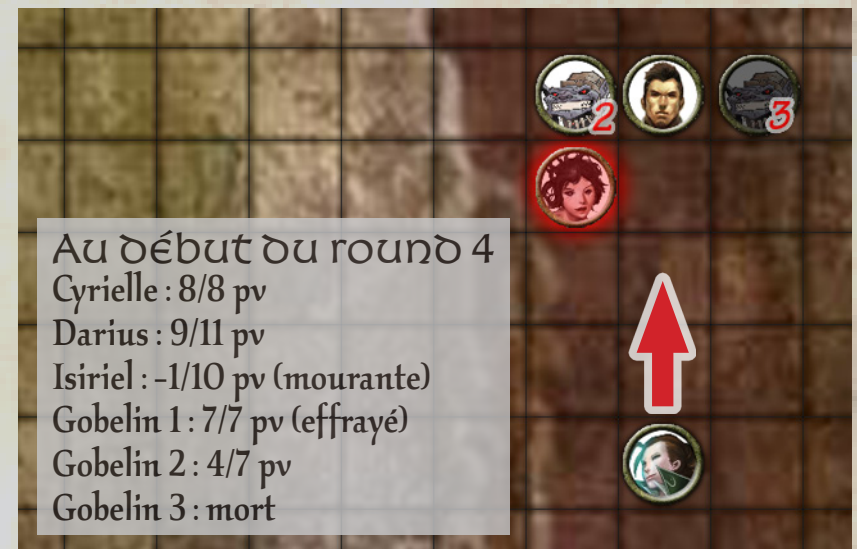 2
3
Au début du round 4
Cyrielle : 8/8 pv
Darius : 9/11 pv
Isiriel : -1/10 pv (mourante)
Gobelin 1 : 7/7 pv (effrayé)
Gobelin 2 : 4/7 pv
Gobelin 3 : mort